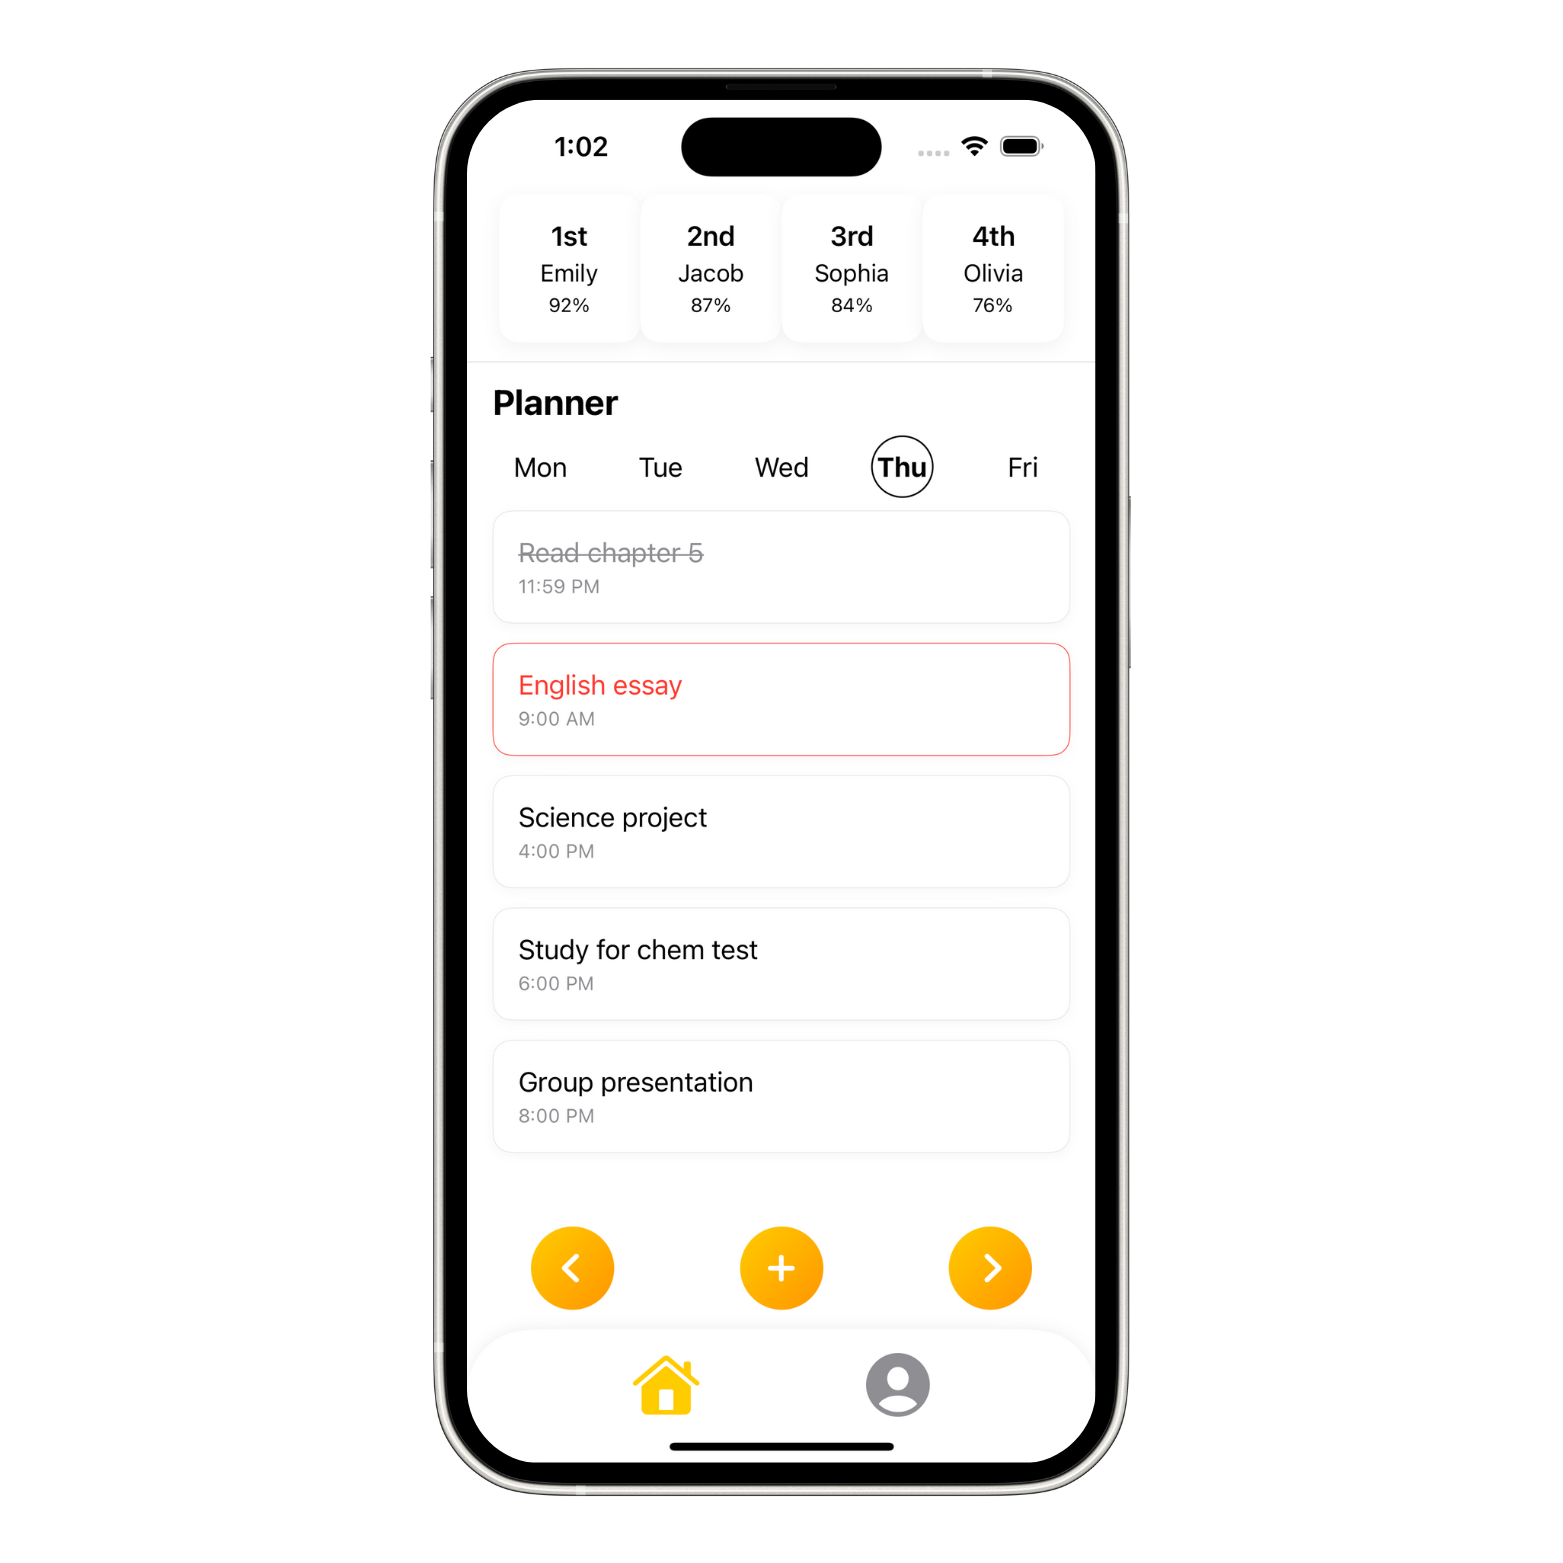 1:02
1st 2nd 3rd 4th
Emily Jacob Sophia Olivia
92% 87% 84% 76%
Planner
Mon Tue Wed Thu Fri
Read chapter 5
11:59 PM
English essay
9:00 AM
Science project
4:00 PM
Study for chem test
6:00 PM
Group presentation
8:00 PM